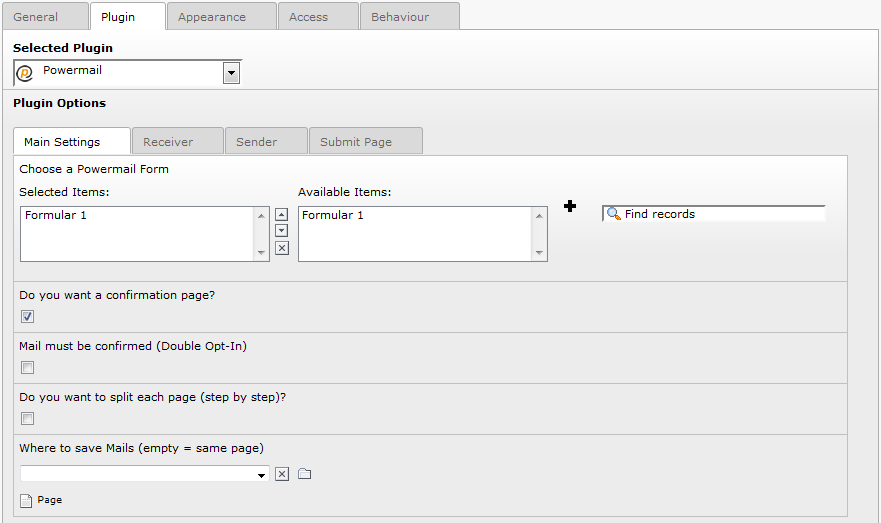 General Plugin Appearance Access Behaviour
Selected Plugin
Powermail
Plugin Options
Main Settings Receiver Sender Submit Page
Choose a Powermail Form
Selected Items: Available Items:
Formular 1 Formular 1 Find records
Do you want a confirmation page?
Mail must be confirmed (Double Opt-In)
Do you want to split each page (step by step)?
Where to save Mails (empty = same page)
Page